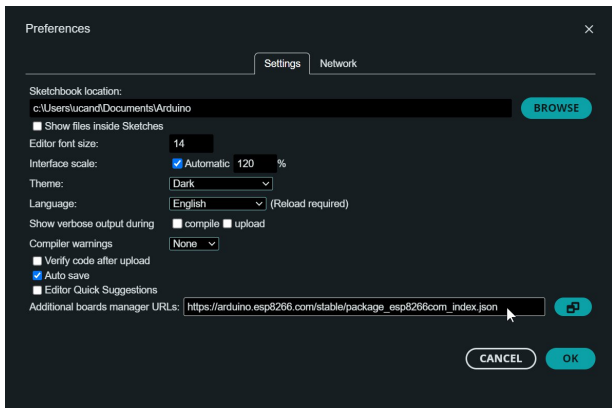 Preferences
Settings Network
Sketchbook location:
c:\Users\ucand\Documents\Arduino BROWSE
Show files inside Sketches
Editor font size: 14
Interface scale: Automatic 120 %
Theme: Dark
Language: English (Reload required)
Show verbose output during compile upload
Compiler warnings None
Verify code after upload
Auto save
Editor Quick Suggestions
Additional boards manager URLs: https://arduino.esp8266.com/stable/package_esp8266com_index.json
CANCEL OK